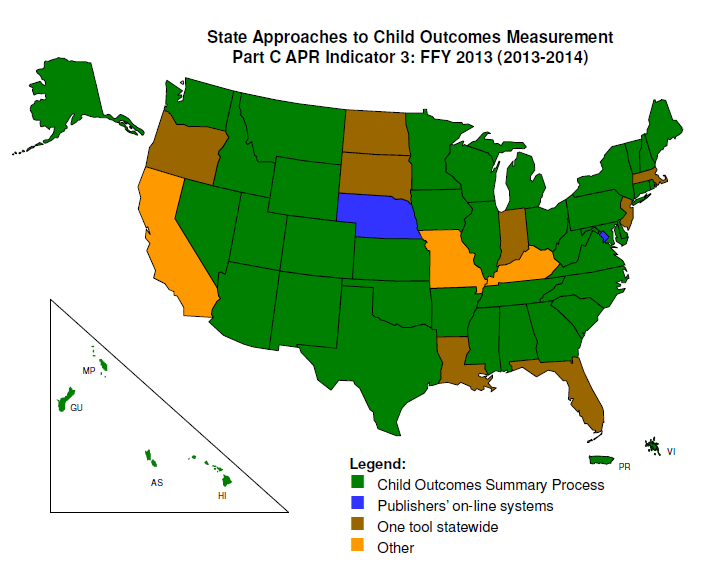 State Approaches to Child Outcomes Measurement
Part C APR Indicator 3: FFY 2013 (2013-2014)
MP
GU
AS
HI
VI
PR
Legend:
Child Outcomes Summary Process
Publishers’ on-line systems
One tool statewide
Other